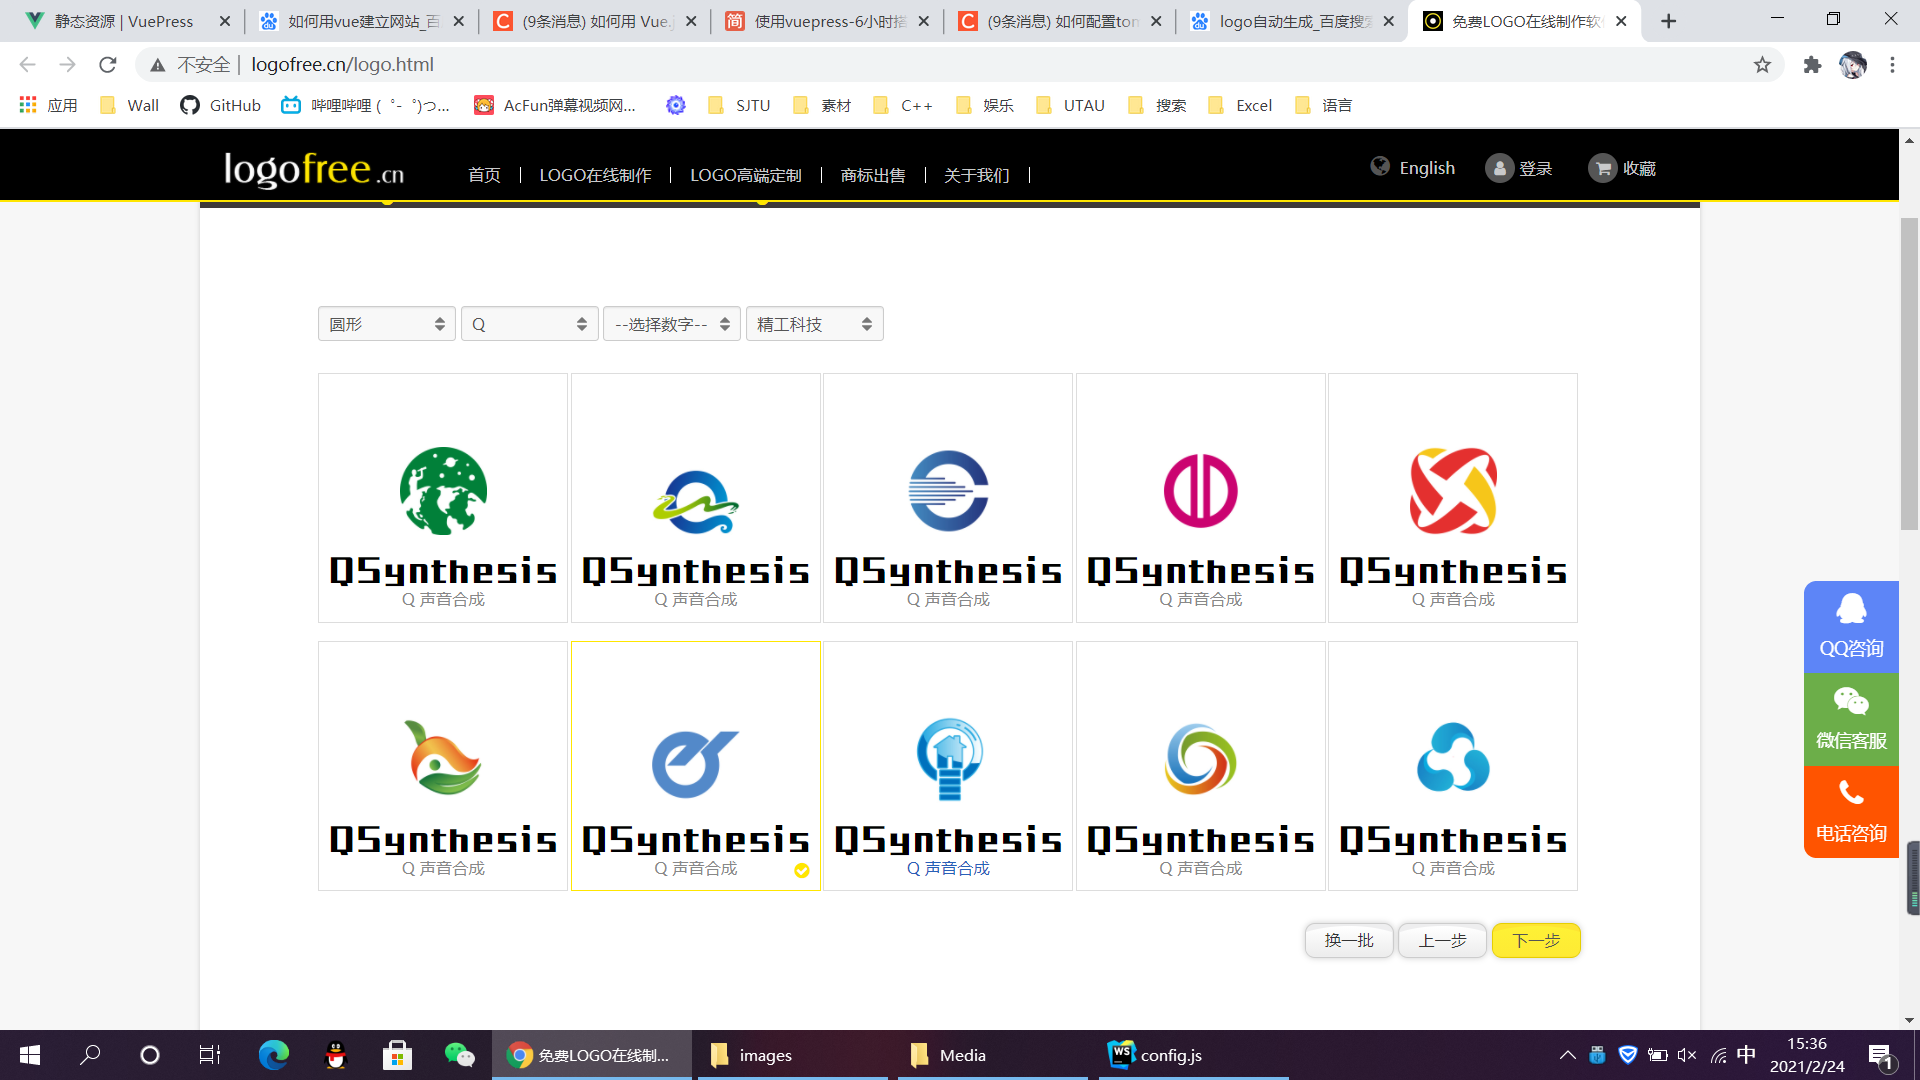 静态资源 | VuePress
如何用vue建立网站_百
(9条消息) 如何用 Vue.j
使用vuepress-6小时搭
(9条消息) 如何配置ton
logo自动生成_百度搜索
免费LOGO在线制作软
不安全 | logofree.cn/logo.html
应用 Wall GitHub 哔哩哔哩 ( ゜- ゜)つ... AcFun弹幕视频网... SJTU 素材 C++ 娱乐 UTAU 搜索 Excel 语言
logofree.cn 首页 LOGO在线制作 LOGO高端定制 商标出售 关于我们 English 登录 收藏
圆形 Q --选择数字-- 精工科技
QSynthesis QSynthesis QSynthesis QSynthesis QSynthesis
Q 声音合成 Q 声音合成 Q 声音合成 Q 声音合成 Q 声音合成
QQ咨询
微信客服
电话咨询
QSynthesis QSynthesis QSynthesis QSynthesis QSynthesis
Q 声音合成 Q 声音合成 Q 声音合成 Q 声音合成 Q 声音合成
换一批 上一步 下一步
免费LOGO在线制... images Media WS config.js 中 15:36
2021/2/24 1